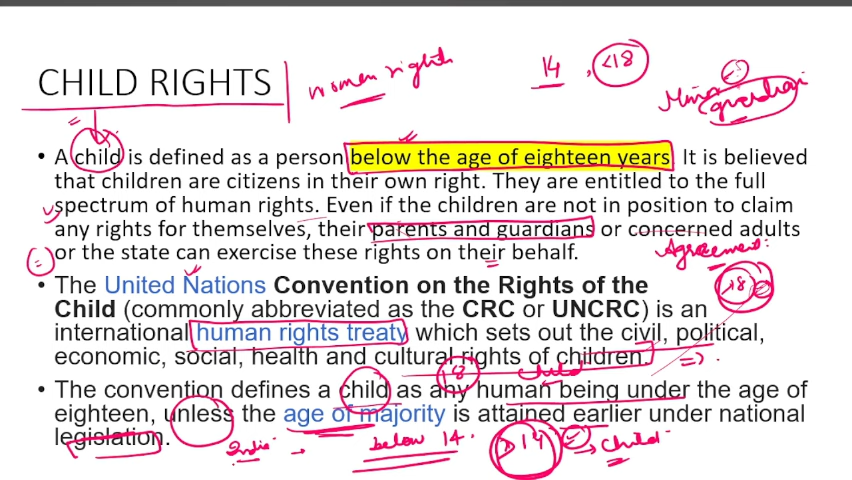 CHILD RIGHTS
women rights
14 , <18
Minor
guardian
• A child is defined as a person below the age of eighteen years. It is believed
that children are citizens in their own right. They are entitled to the full
spectrum of human rights. Even if the children are not in position to claim
any rights for themselves, their parents and guardians or concerned adults
or the state can exercise these rights on their behalf.
Agreement:
• The United Nations Convention on the Rights of the
Child (commonly abbreviated as the CRC or UNCRC) is an
international human rights treaty which sets out the civil, political,
economic, social, health and cultural rights of children.
18
child
• The convention defines a child as any human being under the age of
eighteen, unless the age of majority is attained earlier under national
legislation.
India → below 14. → child